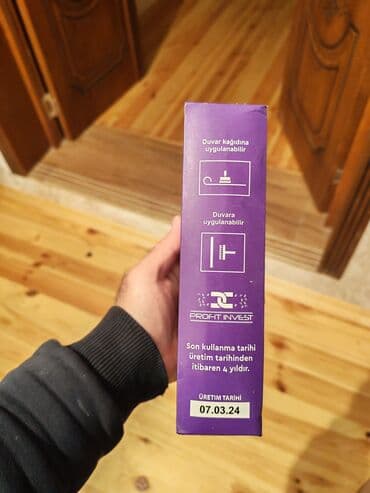 Duvar kağıdına
uygulanabilir
Duvara
uygulanabilir
PROFIT INVEST
Son kullanma tarihi
üretim tarihinden
itibaren 4 yıldır.
ÜRETİM TARİHİ
07.03.24